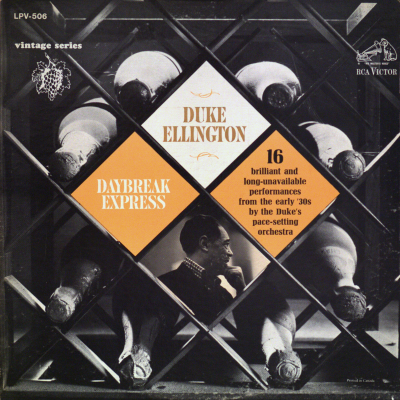 LPV-506
vintage series
RCA VICTOR
DUKE
ELLINGTON
DAYBREAK
EXPRESS
16
brilliant and
long-unavailable
performances
from the early '30s
by the Duke's
pace-setting
orchestra